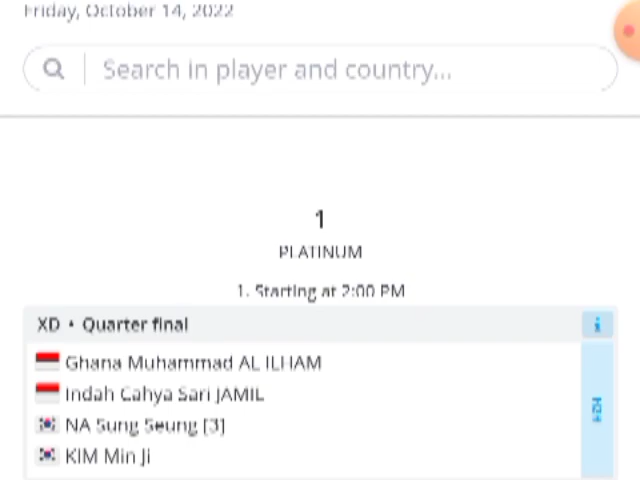 Friday, October 14, 2022
Search in player and country...
1
PLATINUM
1. Starting at 2:00 PM
XD • Quarter final
i
Ghana Muhammad AL ILHAM
Indah Cahya Sari JAMIL
H2H
NA Sung Seung [3]
KIM Min Ji